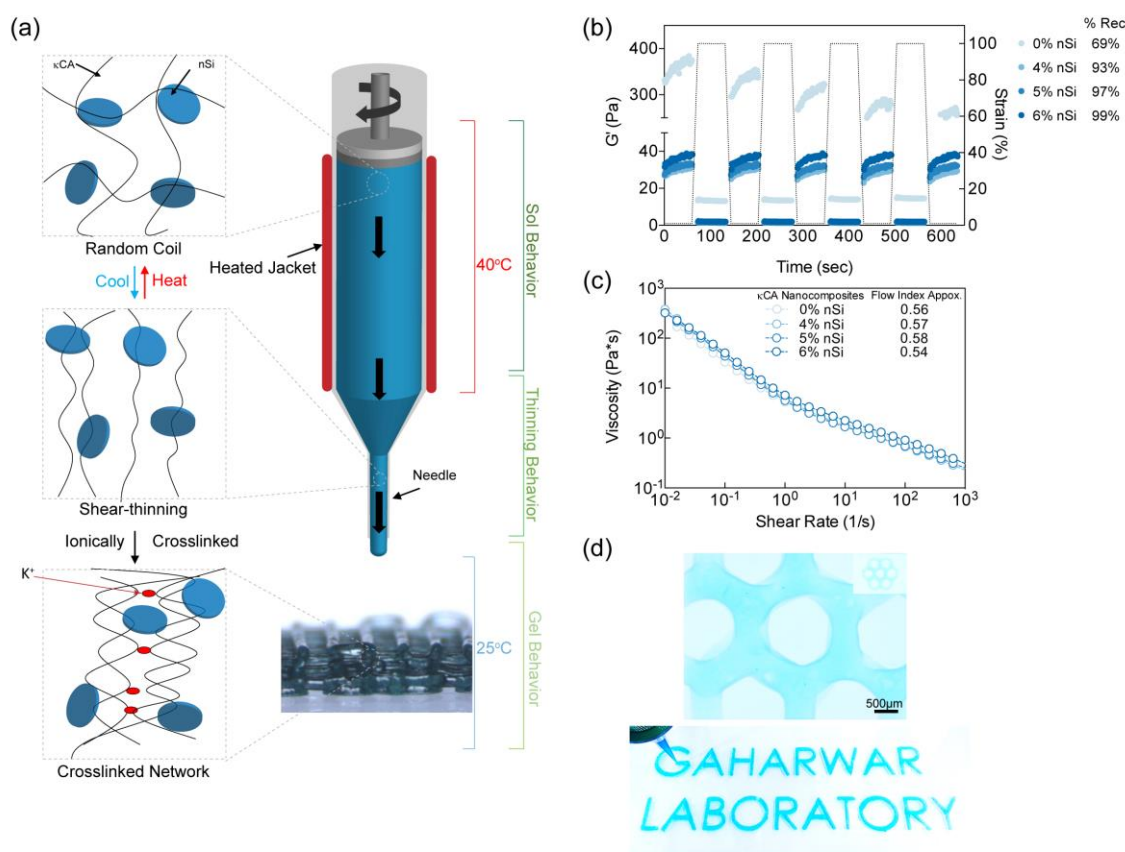 (a)
κCA
nSi
Random Coil
Cool
Heat
Shear-thinning
Ionically
Crosslinked
K⁺
Crosslinked Network
Heated Jacket
40°C
Sol Behavior
Thinning Behavior
Needle
25°C
Gel Behavior
(b)
% Rec
0% nSi 69%
4% nSi 93%
5% nSi 97%
6% nSi 99%
400
300
200
40
20
0
G' (Pa)
100
80
60
40
20
0
Strain (%)
0 100 200 300 400 500 600
Time (sec)
(c)
κCA Nanocomposites Flow Index Appox.
0% nSi 0.56
4% nSi 0.57
5% nSi 0.58
6% nSi 0.54
10³
10²
10¹
10⁰
10⁻¹
Viscosity (Pa*s)
10⁻² 10⁻¹ 10⁰ 10¹ 10² 10³
Shear Rate (1/s)
(d)
500µm
GAHARWAR
LABORATORY